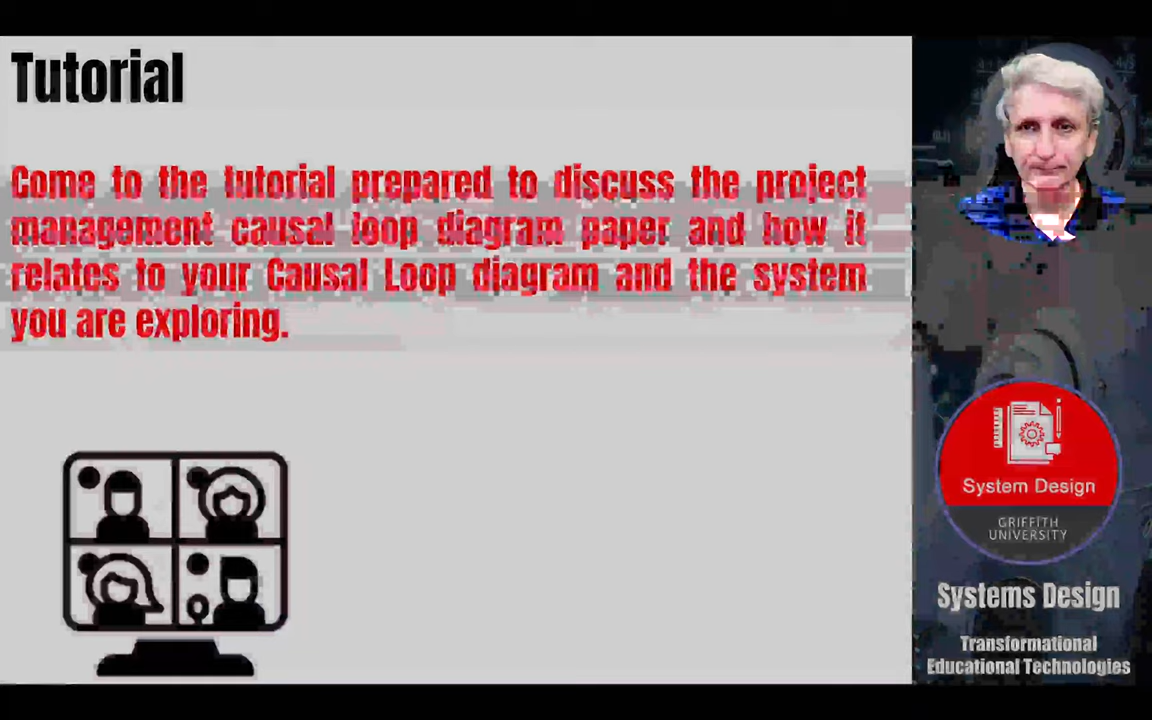 Tutorial
Come to the tutorial prepared to discuss the project
management causal loop diagram paper and how it
relates to your Causal Loop diagram and the system
you are exploring.
System Design
GRIFFITH
UNIVERSITY
Systems Design
Transformational
Educational Technologies